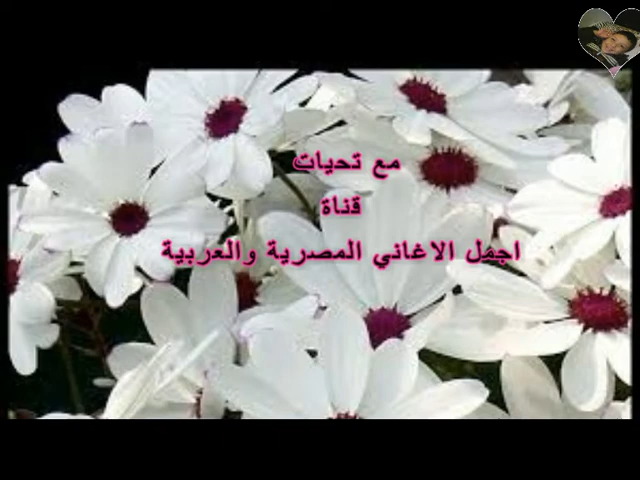 مع تحيات
قناة
اجمل الاغاني المصرية والعربية